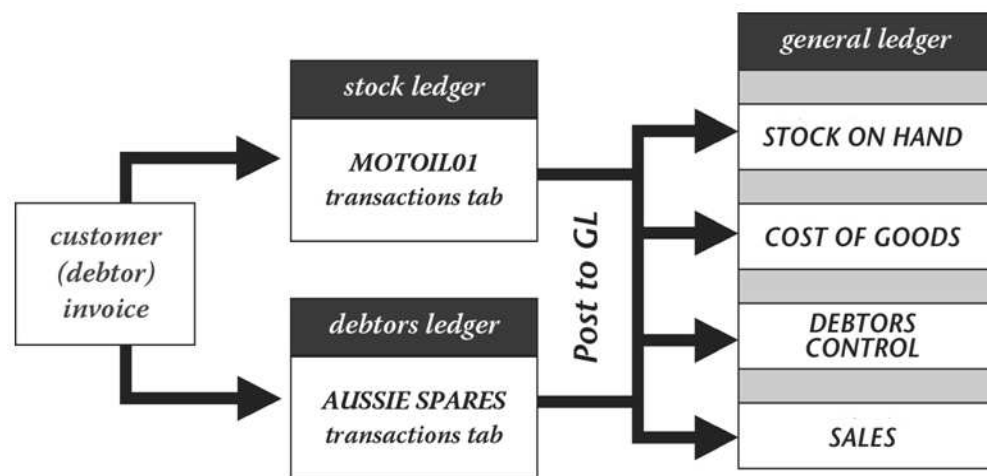 customer
(debtor)
invoice
stock ledger
MOTOIL01
transactions tab
debtors ledger
AUSSIE SPARES
transactions tab
Post to GL
general ledger
STOCK ON HAND
COST OF GOODS
DEBTORS
CONTROL
SALES